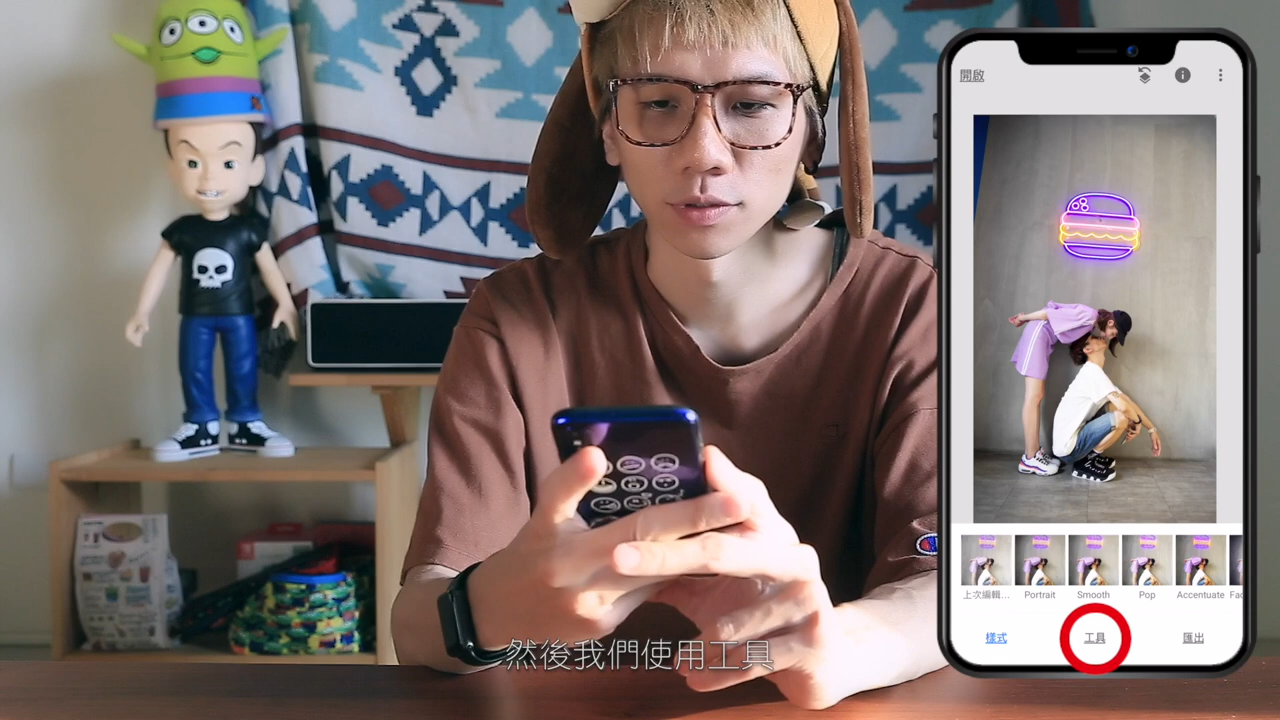 開啟
上次編輯...
Portrait
Smooth
Pop
Accentuate
Fac
樣式
工具
匯出
然後我們使用工具